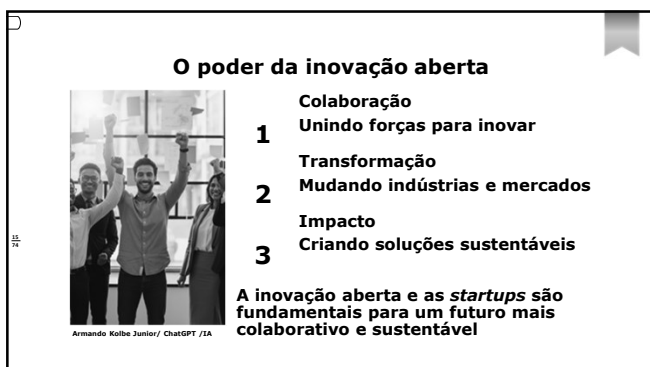 O poder da inovação aberta
Colaboração
1
Unindo forças para inovar
Transformação
2
Mudando indústrias e mercados
Impacto
3
Criando soluções sustentáveis
A inovação aberta e as startups são
fundamentais para um futuro mais
colaborativo e sustentável
Armando Kolbe Junior/ ChatGPT /IA
15
74